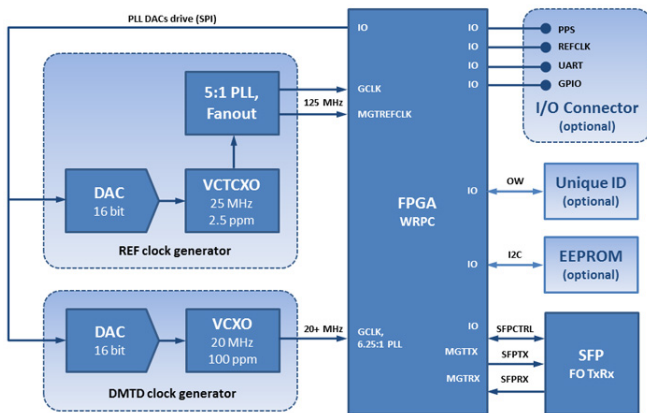 PLL DACs drive (SPI)
IO
IO
PPS
IO
REFCLK
IO
UART
IO
GPIO
I/O Connector
(optional)
5:1 PLL,
Fanout
GCLK
125 MHz
MGTREFCLK
DAC
16 bit
VCTCXO
25 MHz
2.5 ppm
REF clock generator
FPGA
WRPC
IO
OW
Unique ID
(optional)
IO
I2C
EEPROM
(optional)
DAC
16 bit
VCXO
20 MHz
100 ppm
DMTD clock generator
20+ MHz
GCLK,
6.25:1 PLL
IO
SFPCTRL
MGTTX
SFPTX
MGTRX
SFPRX
SFP
FO TxRx